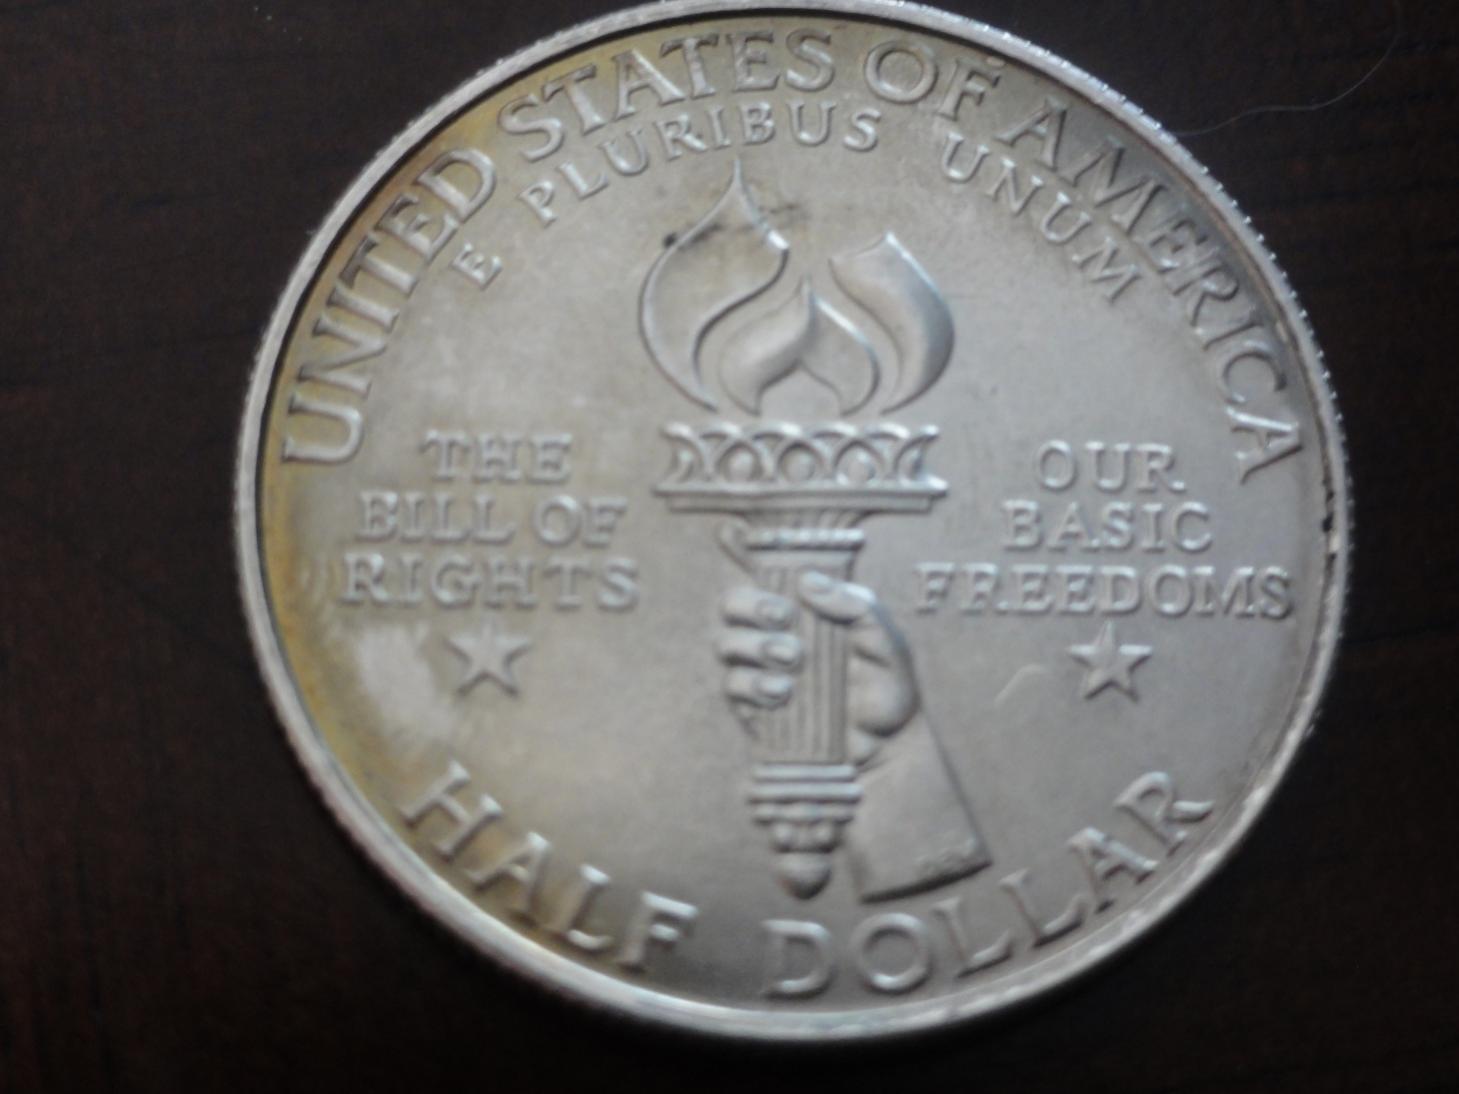 UNITED STATES OF AMERICA
E PLURIBUS UNUM
THE
BILL OF
RIGHTS
OUR
BASIC
FREEDOMS
HALF DOLLAR